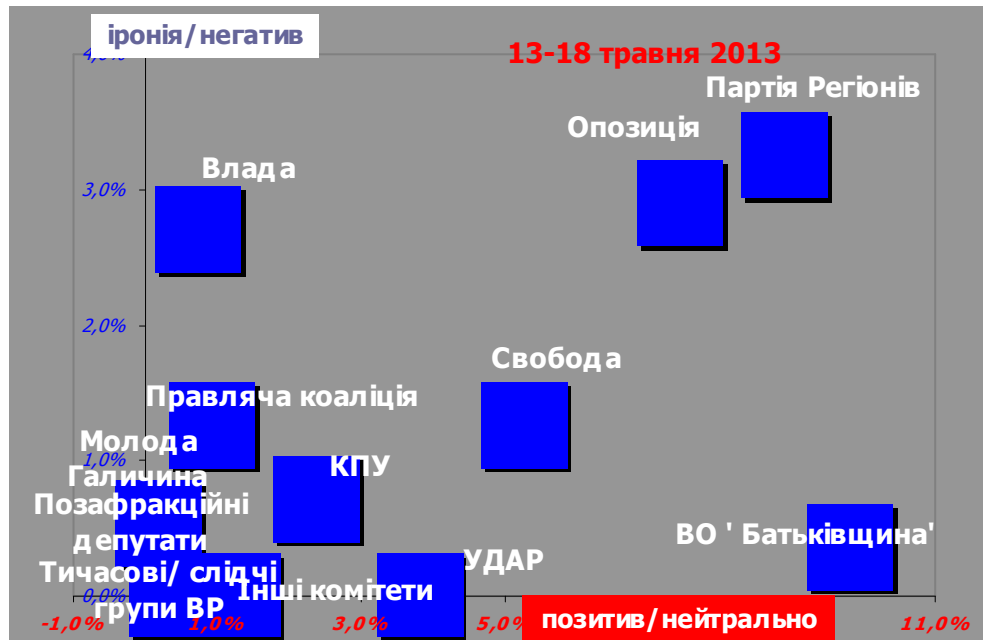 іронія/негатив
4,0%
13-18 травня 2013
Партія Регіонів
Опозиція
Влада
3,0%
2,0%
Свобода
Правляча коаліція
Молода
Галичина
1,0%
КПУ
Позафракційні
депутати
ВО ' Батьківщина'
Тичасові/ слідчі
групи ВР
Інші комітети
УДАР
0,0%
-1,0%
1,0%
3,0%
5,0%
позитив/нейтрально
11,0%